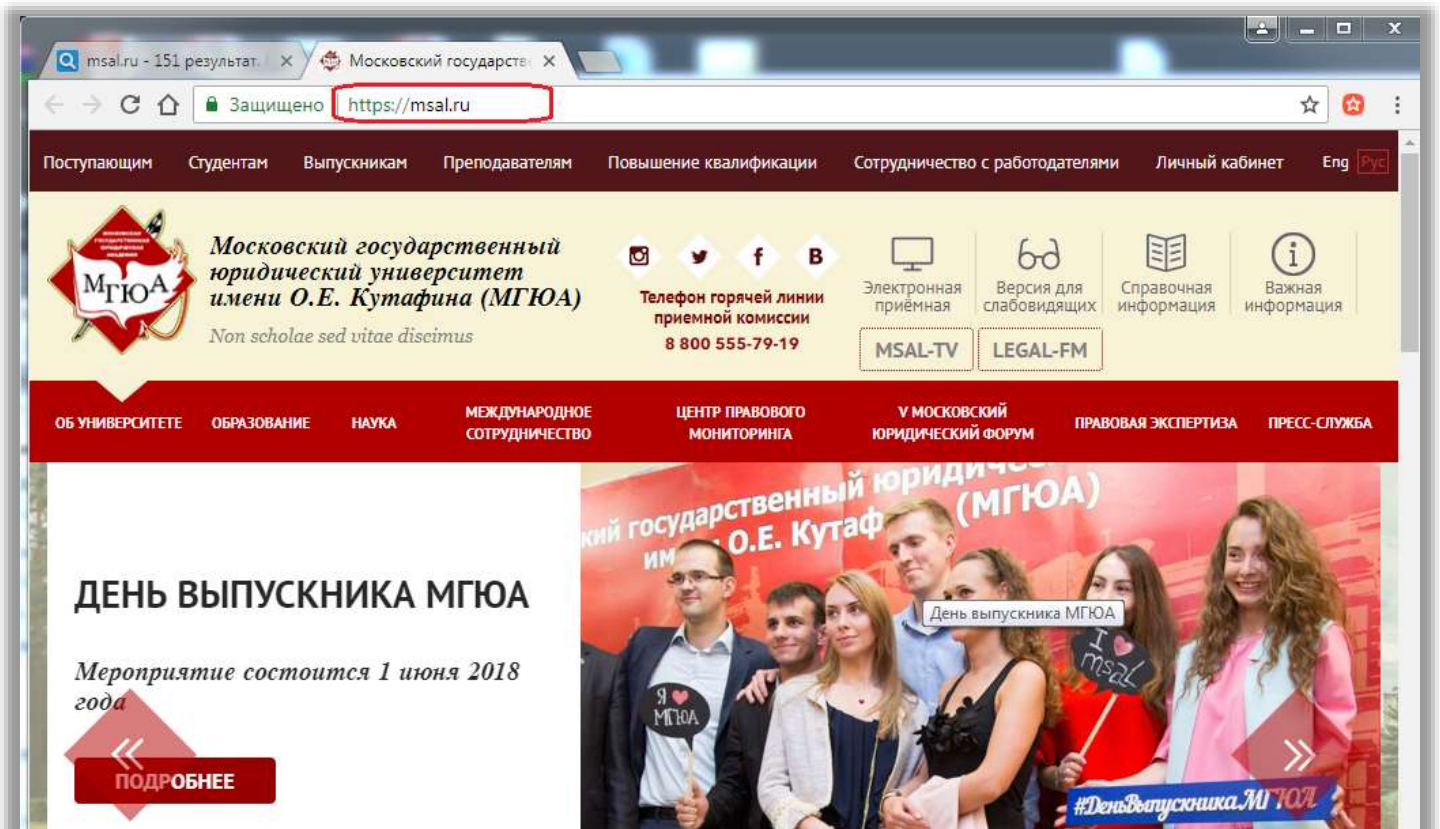 msal.ru - 151 результат.
Московский государств
Защищено
https://msal.ru
Поступающим Студентам Выпускникам Преподавателям Повышение квалификации Сотрудничество с работодателями Личный кабинет Eng Рус
МГЮА
Московский государственный
юридический университет
имени О.Е. Кутафина (МГЮА)
Non scholae sed vitae discimus
f В
Телефон горячей линии
приемной комиссии
8 800 555-79-19
Электронная
приёмная
Версия для
слабовидящих
Справочная
информация
Важная
информация
MSAL-TV LEGAL-FM
ОБ УНИВЕРСИТЕТЕ
ОБРАЗОВАНИЕ
НАУКА
МЕЖДУНАРОДНОЕ
СОТРУДНИЧЕСТВО
ЦЕНТР ПРАВОВОГО
МОНИТОРИНГА
V МОСКОВСКИЙ
ЮРИДИЧЕСКИЙ ФОРУМ
ПРАВОВАЯ ЭКСПЕРТИЗА
ПРЕСС-СЛУЖБА
ДЕНЬ ВЫПУСКНИКА МГЮА
Мероприятие состоится 1 июня 2018
года
ПОДРОБНЕЕ
кий государственный юридичес
им О.Е. Кутаф (МГЮА)
День выпускника МГЮА
I
msal
Я
МГЮА
#ДеньВыпускникаМГЮА